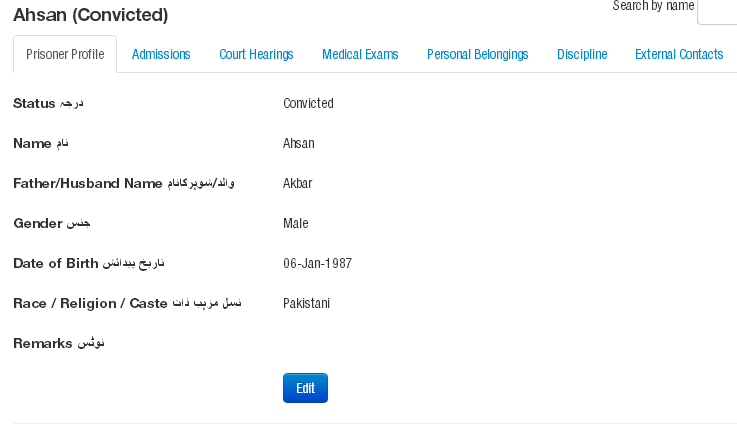 Search by name
Ahsan (Convicted)
Prisoner Profile Admissions Court Hearings Medical Exams Personal Belongings Discipline External Contacts
Status درجہ Convicted
Name نام Ahsan
Father/Husband Name والد/شوہرکانام Akbar
Gender جنس Male
Date of Birth تاریخ پیدائش 06-Jan-1987
Race / Religion / Caste نسل مزہب ذات Pakistani
Remarks نوٹس
Edit